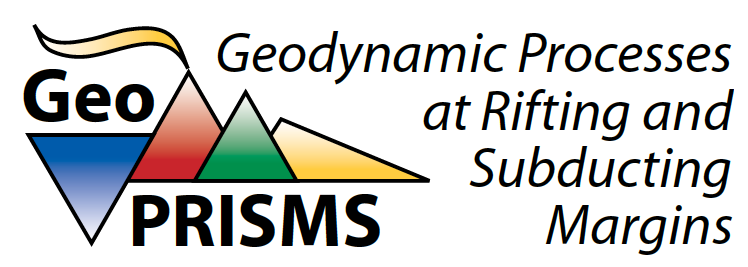 Geo
PRISMS
Geodynamic Processes
at Rifting and
Subducting
Margins